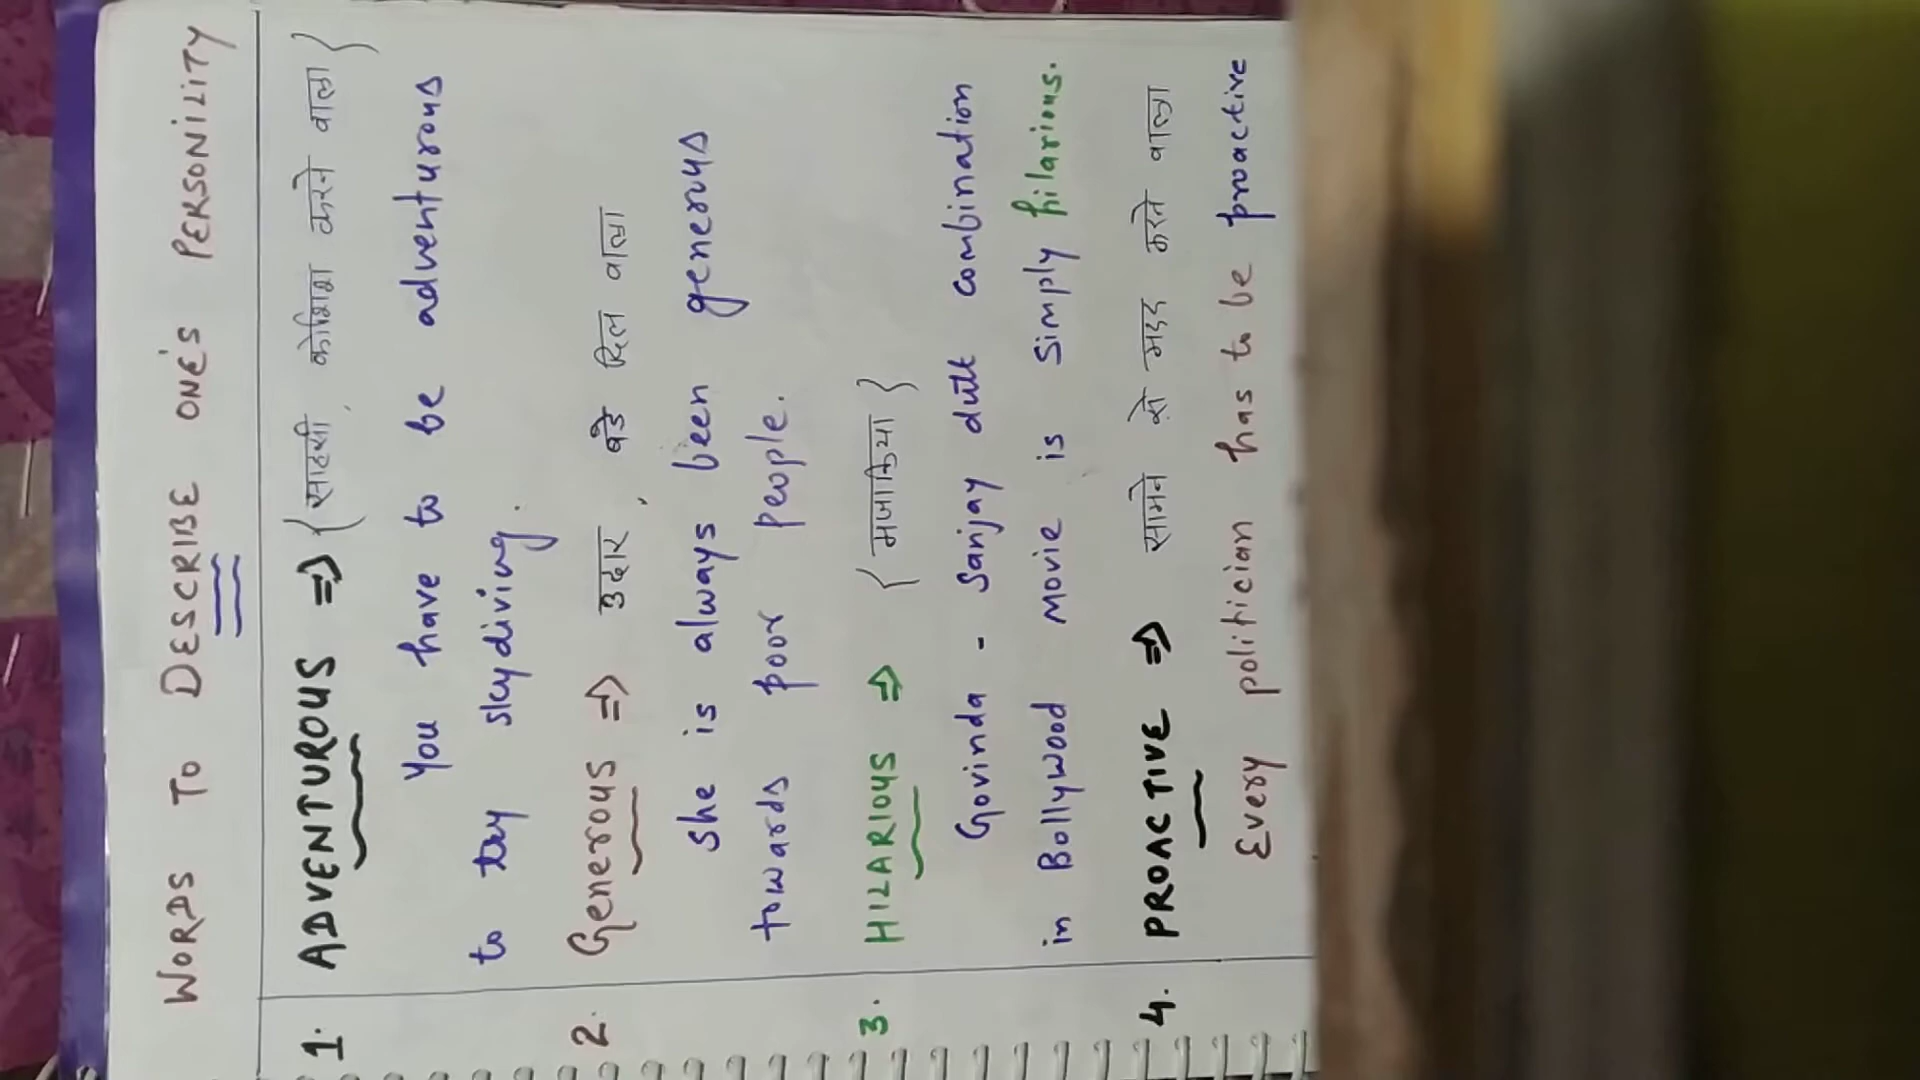 WORDS TO DESCRIBE ONE'S PERSONILITY
1. ADVENTUROUS ⇒ {साहसी, कोशिश करने वाला}
You have to be adventurous
to try skydiving.
2. Generous ⇒ उदार, बड़े दिल वाला
She is always been generous
towards poor people.
3. HILARIOUS ⇒ {मजाकिया}
Govinda - Sanjay dutt combination
in Bollywood movie is Simply hilarious.
4. PROACTIVE ⇒ सामने से मदद करने वाला
Every politician has to be proactive